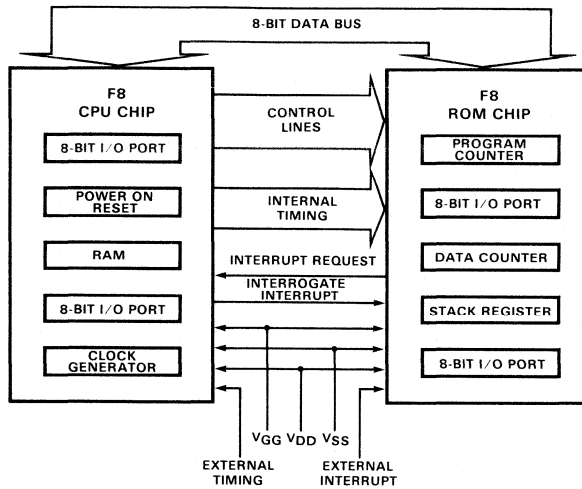 8-BIT DATA BUS
F8
CPU CHIP
8-BIT I/O PORT
POWER ON
RESET
RAM
8-BIT I/O PORT
CLOCK
GENERATOR
CONTROL
LINES
INTERNAL
TIMING
INTERRUPT REQUEST
INTERROGATE
INTERRUPT
F8
ROM CHIP
PROGRAM
COUNTER
8-BIT I/O PORT
DATA COUNTER
STACK REGISTER
8-BIT I/O PORT
VGG VDD VSS
EXTERNAL
TIMING
EXTERNAL
INTERRUPT